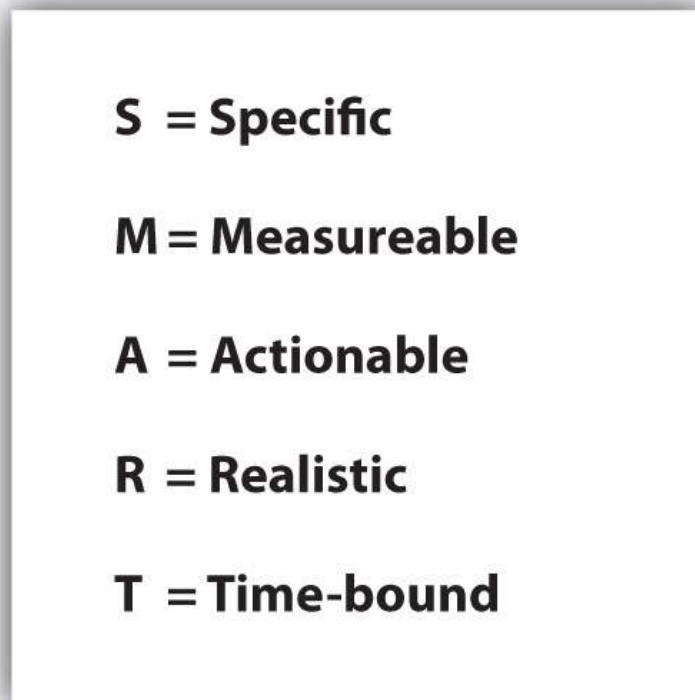 S = Specific
M = Measureable
A = Actionable
R = Realistic
T = Time-bound